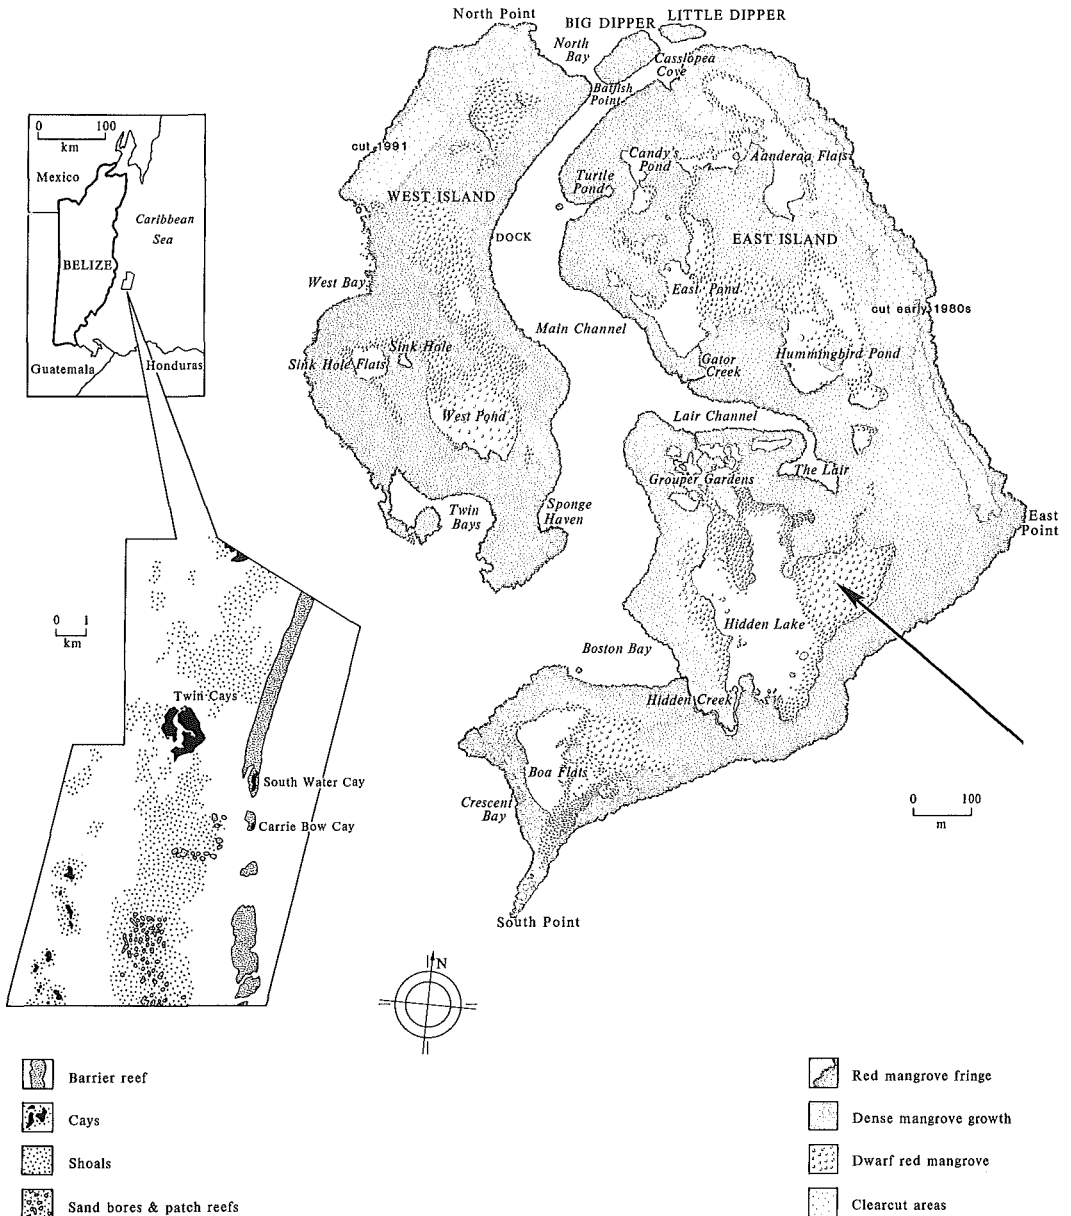 North Point
BIG DIPPER
LITTLE DIPPER
North
Bay
Cassiopea
Cove
Batfish
Point
0 100
km
Mexico
Caribbean
Sea
BELIZE
Guatemala
Honduras
cut 1991
WEST ISLAND
Candy's
Pond
Aanderaa Flats
Turtle
Pond
DOCK
EAST ISLAND
West Bay
East Pond
cut early 1980s
Main Channel
Sink Hole
Sink Hole Flats
Gator
Creek
Hummingbird Pond
West Pond
Lair Channel
The Lair
Grouper Gardens
Twin
Bays
Sponge
Haven
East
Point
0 1
km
Hidden Lake
Boston Bay
Twin Cays
Hidden Creek
South Water Cay
Boa Flats
Crescent
Bay
Carrie Bow Cay
0 100
m
South Point
N
Barrier reef
Cays
Shoals
Sand bores & patch reefs
Red mangrove fringe
Dense mangrove growth
Dwarf red mangrove
Clearcut areas